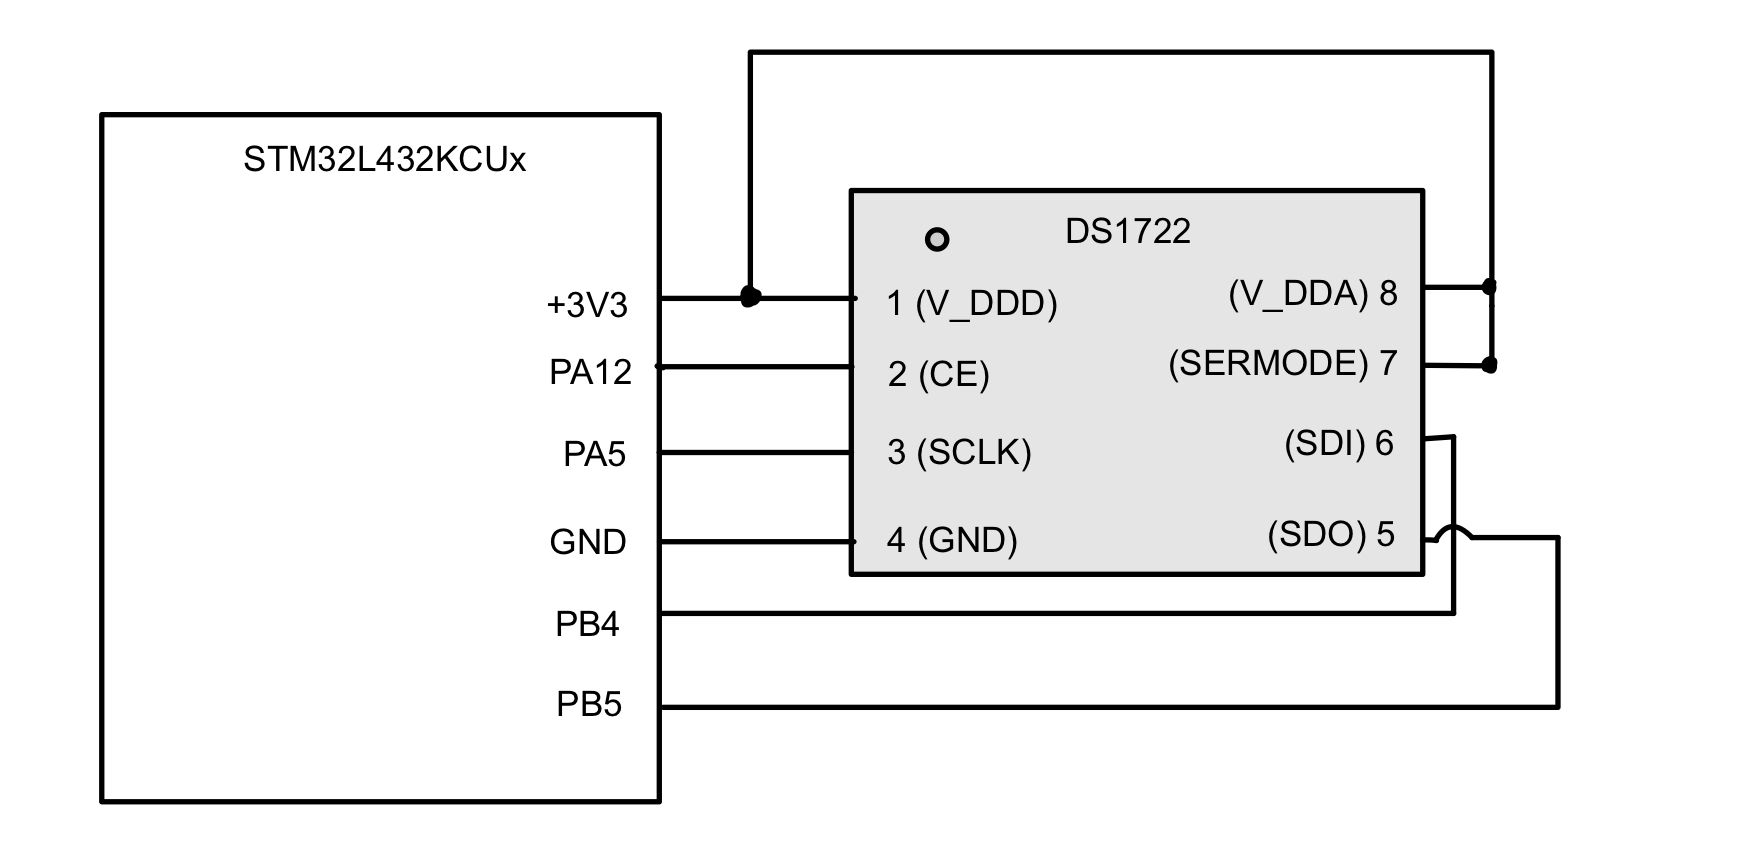 STM32L432KCUx
+3V3
PA12
PA5
GND
PB4
PB5
DS1722
1 (V_DDD)
2 (CE)
3 (SCLK)
4 (GND)
(V_DDA) 8
(SERMODE) 7
(SDI) 6
(SDO) 5